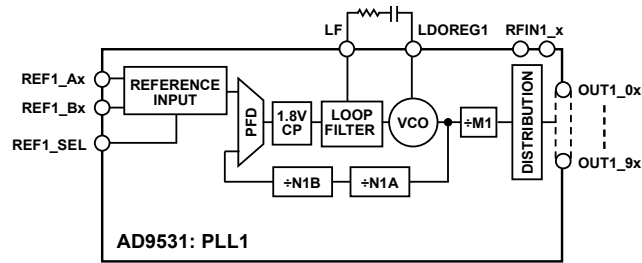 LF
LDOREG1
RFIN1_x
REF1_Ax
REF1_Bx
REF1_SEL
REFERENCE
INPUT
PFD
1.8V
CP
LOOP
FILTER
VCO
÷M1
DISTRIBUTION
OUT1_0x
OUT1_9x
÷N1B
÷N1A
AD9531: PLL1